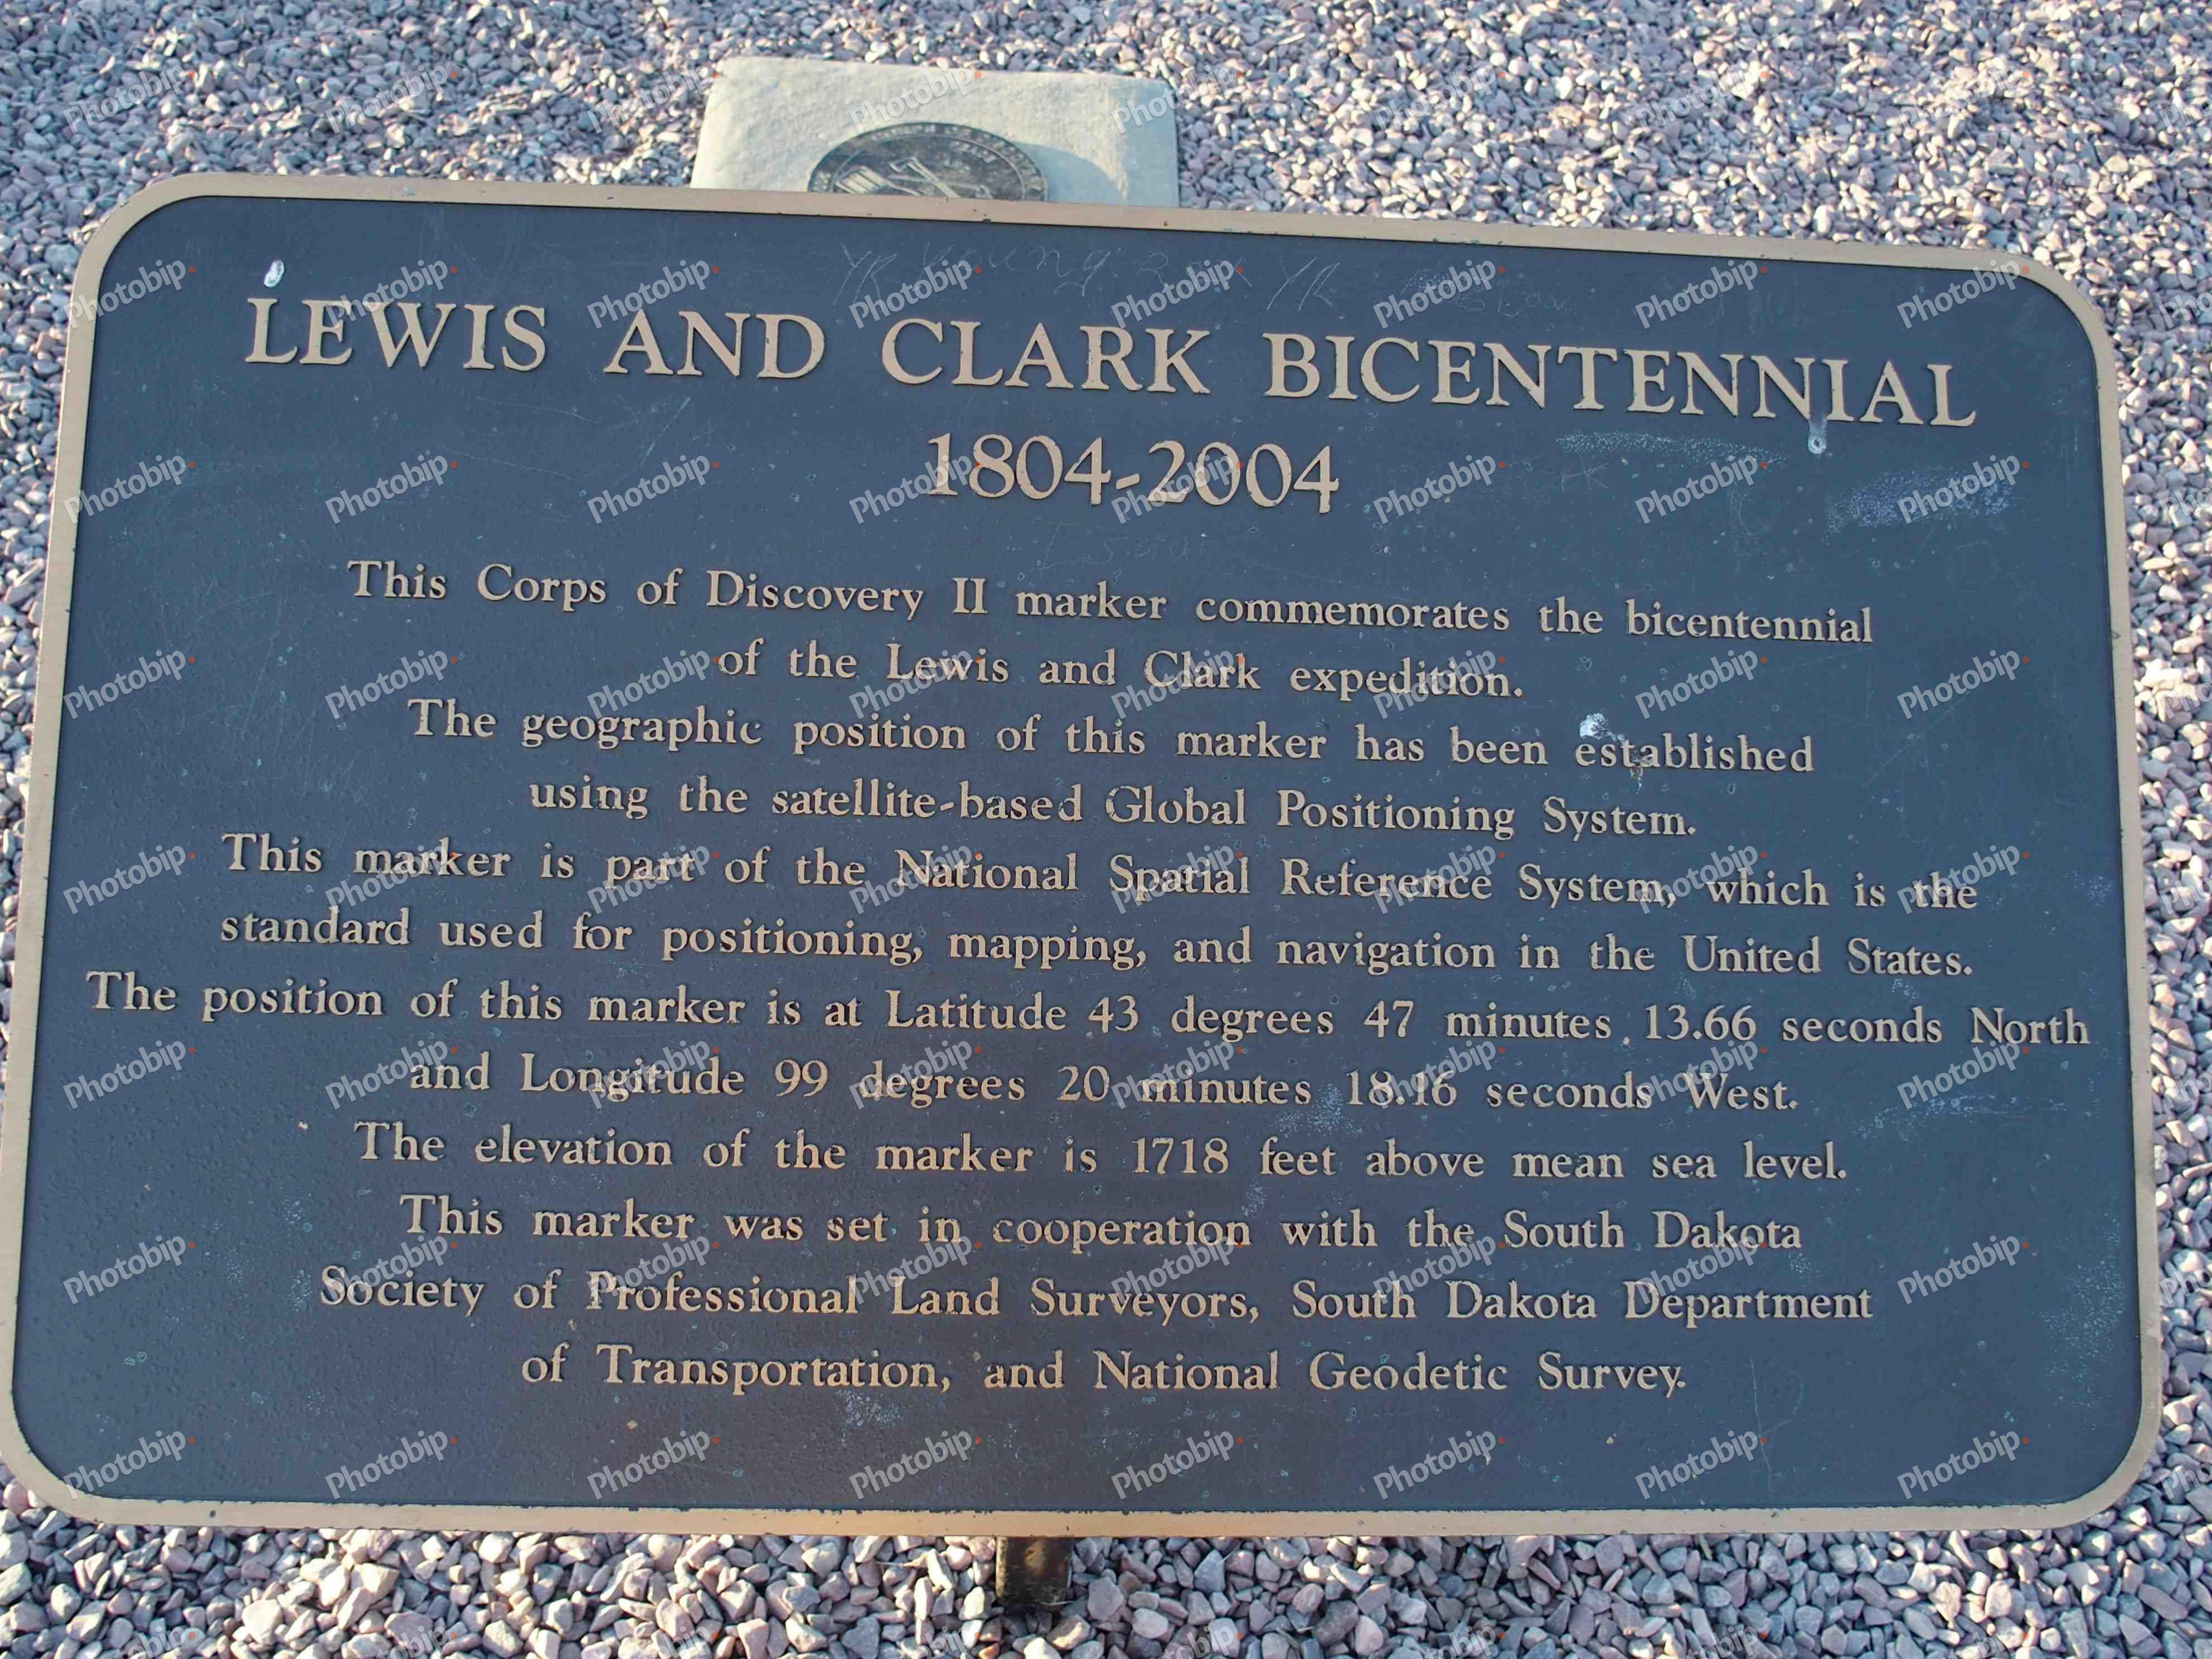 LEWIS AND CLARK BICENTENNIAL
1804-2004
This Corps of Discovery II marker commemorates the bicentennial
of the Lewis and Clark expedition.
The geographic position of this marker has been established
using the satellite-based Global Positioning System.
This marker is part of the National Spatial Reference System, which is the
standard used for positioning, mapping, and navigation in the United States.
The position of this marker is at Latitude 43 degrees 47 minutes 13.66 seconds North
and Longitude 99 degrees 20 minutes 18.16 seconds West.
The elevation of the marker is 1718 feet above mean sea level.
This marker was set in cooperation with the South Dakota
Society of Professional Land Surveyors, South Dakota Department
of Transportation, and National Geodetic Survey.
Photobip